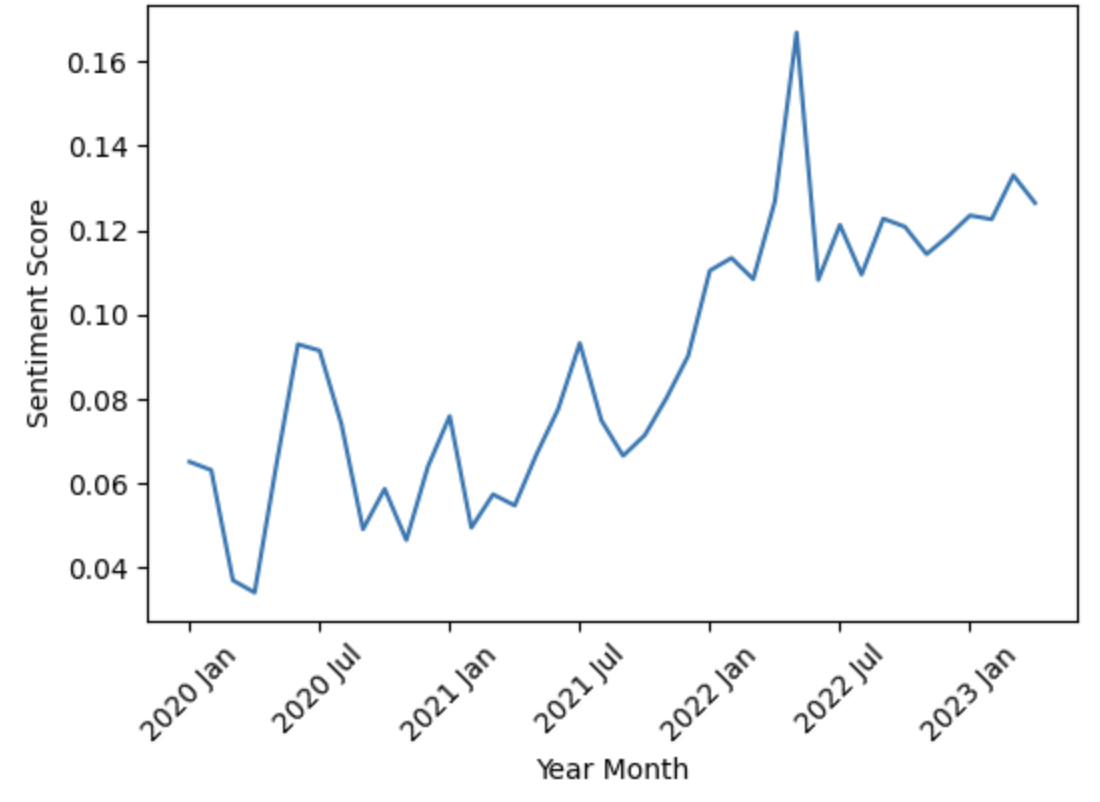 Sentiment Score
0.16
0.14
0.12
0.10
0.08
0.06
0.04
2020 Jan
2020 Jul
2021 Jan
2021 Jul
2022 Jan
2022 Jul
2023 Jan
Year Month